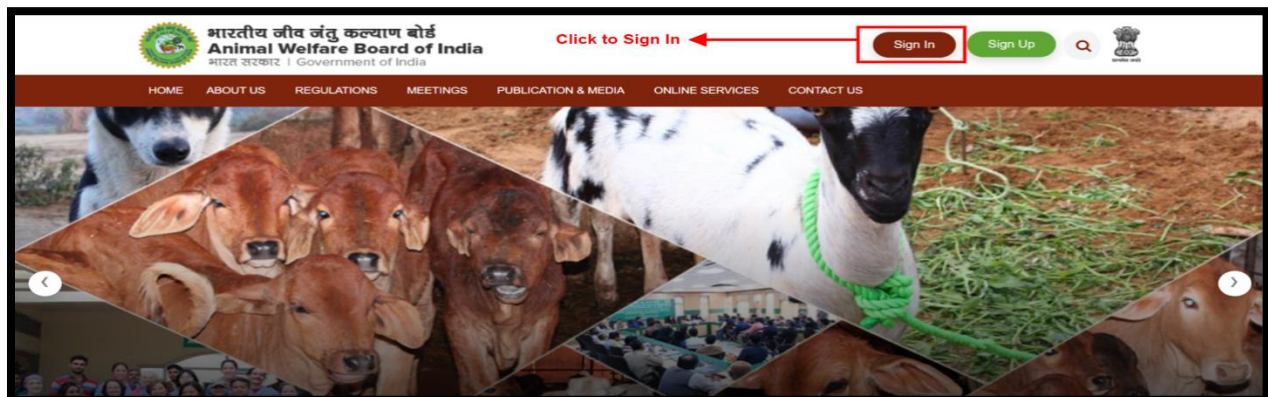 भारतीय जीव जंतु कल्याण बोर्ड
Animal Welfare Board of India
भारत सरकार | Government of India
Click to Sign In
Sign In
Sign Up
HOME ABOUT US REGULATIONS MEETINGS PUBLICATION & MEDIA ONLINE SERVICES CONTACT US